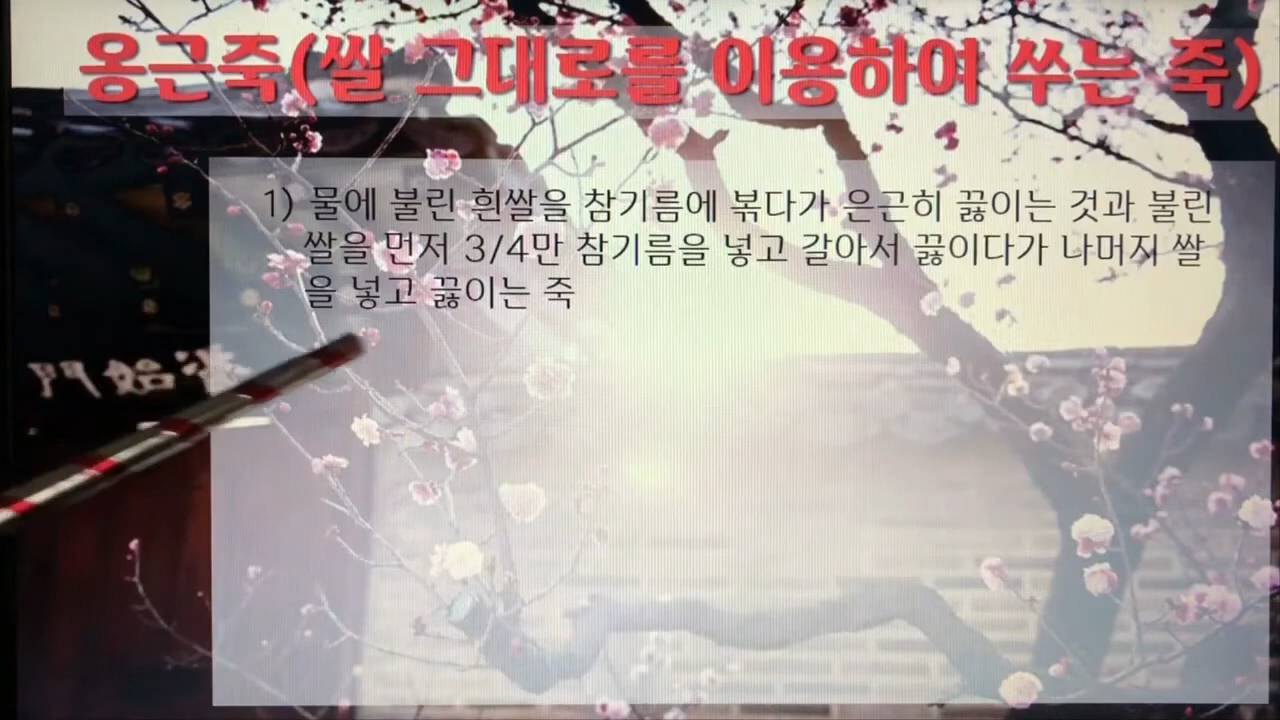 옹근죽(쌀 그대로를 이용하여 쑤는 죽)
1) 물에 불린 흰쌀을 참기름에 볶다가 은근히 끓이는 것과 불린
쌀을 먼저 3/4만 참기름을 넣고 갈아서 끓이다가 나머지 쌀
을 넣고 끓이는 죽